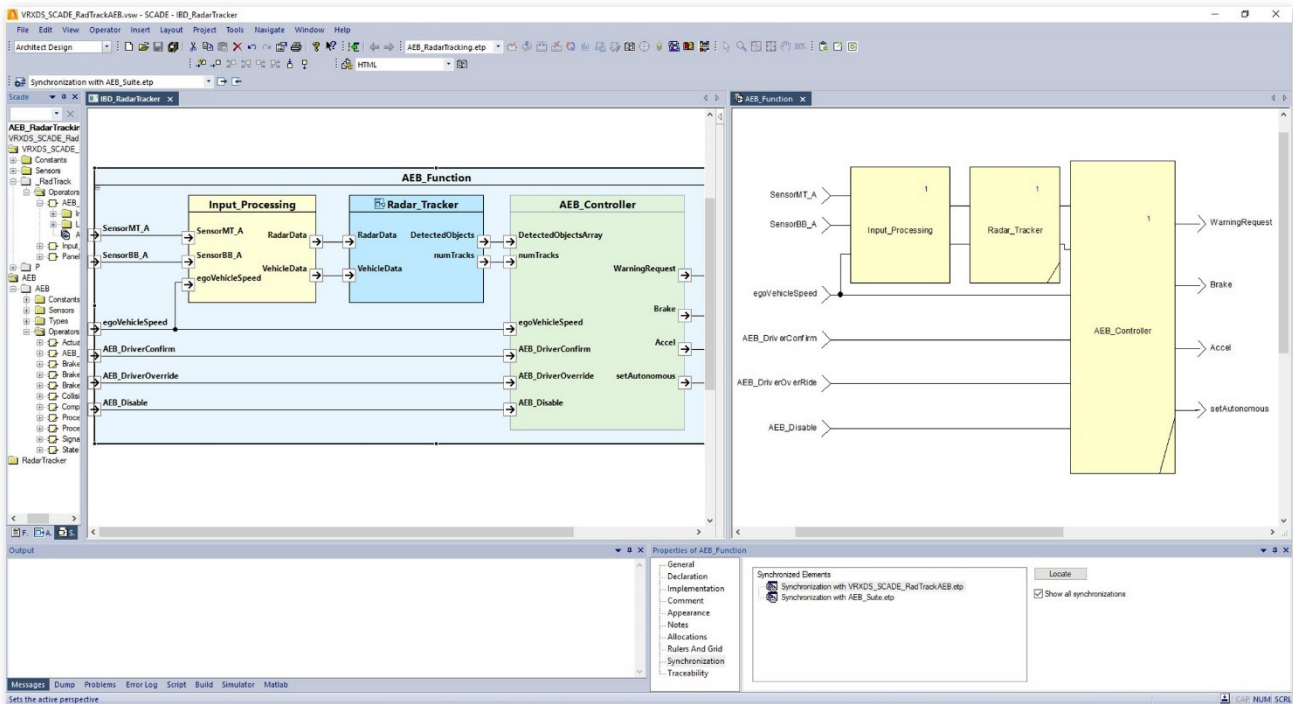 VRXDS_SCADE_RadTrackAEB.vsw - SCADE - IBD_RadarTracker
File Edit View Operator Insert Layout Project Tools Navigate Window Help
Architect Design
AEB_RadarTracking.etp
HTML
Synchronization with AEB_Suite.etp
Scade
IBD_RadarTracker
AEB_Function
AEB_RadarTrackin
VRXDS_SCADE_Rad
VRXDS_SCADE_
Constants
Sensors
_RadTrack
Operators
AEB_
Ir
L
A
Input_
Panel
P
AEB
AEB
Constants
Sensors
Types
Operators
Actua
AEB_
Brake
Brake
Brake
Collisi
Comp
Proce
Proce
Signa
State
RadarTracker
F. A. S.
AEB_Function
Input_Processing
Radar_Tracker
AEB_Controller
SensorMT_A
SensorMT_A
RadarData
RadarData
DetectedObjects
DetectedObjectsArray
SensorBB_A
SensorBB_A
numTracks
numTracks
VehicleData
VehicleData
egoVehicleSpeed
WarningRequest
Brake
egoVehicleSpeed
egoVehicleSpeed
Accel
AEB_DriverConfirm
AEB_DriverConfirm
AEB_DriverOverride
AEB_DriverOverride
setAutonomous
AEB_Disable
AEB_Disable
SensorMT_A
1
1
SensorBB_A
1
WarningRequest
Input_Processing
Radar_Tracker
egoVehicleSpeed
Brake
AEB_DriverConfirm
AEB_Controller
Accel
AEB_DriverOverRide
setAutonomous
AEB_Disable
Output
Messages Dump Problems Error Log Script Build Simulator Matlab
Properties of AEB_Function
General
Declaration
Implementation
Comment
Appearance
Notes
Allocations
Rulers And Grid
Synchronization
Traceability
Synchronized Elements
Synchronization with VRXDS_SCADE_RadTrackAEB.etp
Synchronization with AEB_Suite.etp
Locate
Show all synchronizations
Sets the active perspective
CAP NUM SCRL